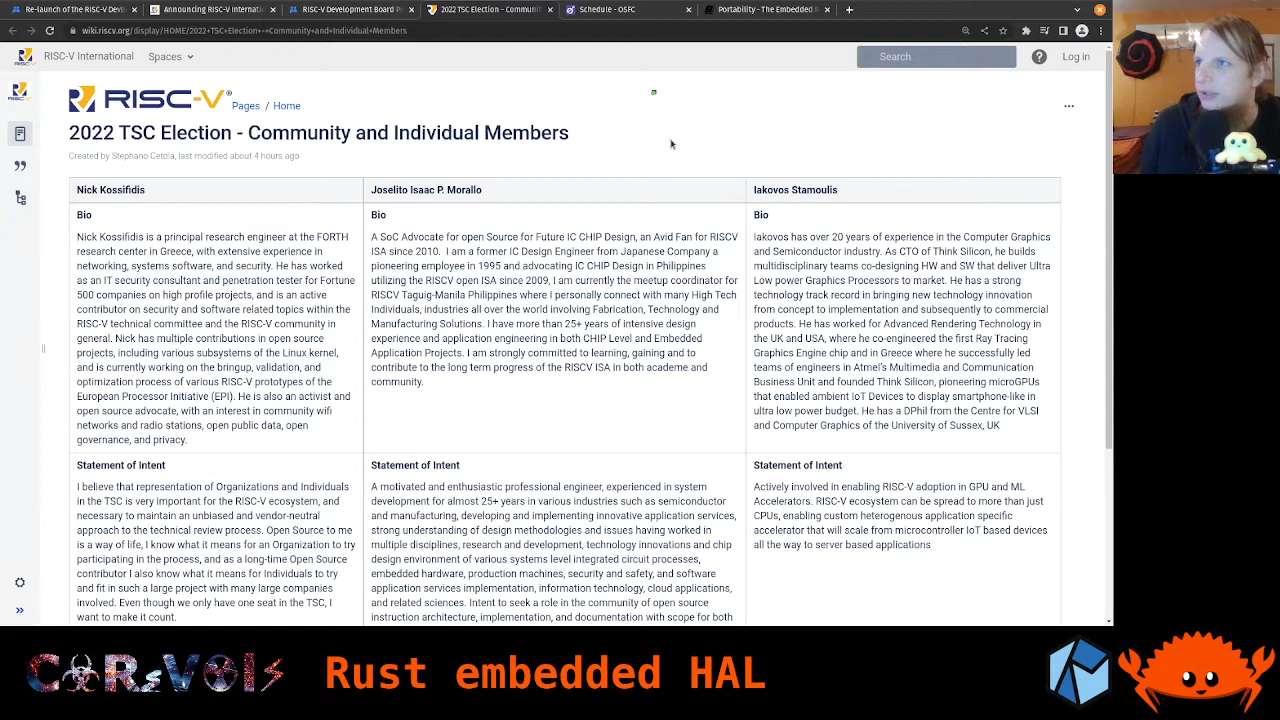 Re-launch of the RISC-V Dev
Announcing RISC-V Internatio
RISC-V Development Board P
2022 TSC Election - Communit
Schedule - OSFC
Portability - The Embedded R
wiki.riscv.org/display/HOME/2022+TSC+Election+-+Community+and+Individual+Members
RISC-V International
Spaces
Search
Log in
RISC-V®
Pages / Home
2022 TSC Election - Community and Individual Members
Created by Stephano Cetola, last modified about 4 hours ago
Nick Kossifidis
Bio
Nick Kossifidis is a principal research engineer at the FORTH
research center in Greece, with extensive experience in
networking, systems software, and security. He has worked
as an IT security consultant and penetration tester for Fortune
500 companies on high profile projects, and is an active
contributor on security and software related topics within the
RISC-V technical committee and the RISC-V community in
general. Nick has multiple contributions in open source
projects, including various subsystems of the Linux kernel,
and is currently working on the bringup, validation, and
optimization process of various RISC-V prototypes of the
European Processor Initiative (EPI). He is also an activist and
open source advocate, with an interest in community wifi
networks and radio stations, open public data, open
governance, and privacy.
Statement of Intent
I believe that representation of Organizations and Individuals
in the TSC is very important for the RISC-V ecosystem, and
necessary to maintain an unbiased and vendor-neutral
approach to the technical review process. Open Source to me
is a way of life, I know what it means for an Organization to try
participating in the process, and as a long-time Open Source
contributor I also know what it means for Individuals to try
and fit in such a large project with many large companies
involved. Even though we only have one seat in the TSC, I
want to make it count.
Joselito Isaac P. Morallo
Bio
A SoC Advocate for open Source for Future IC CHIP Design, an Avid Fan for RISCV
ISA since 2010. I am a former IC Design Engineer from Japanese Company a
pioneering employee in 1995 and advocating IC CHIP Design in Philippines
utilizing the RISCV open ISA since 2009, I am currently the meetup coordinator for
RISCV Taguig-Manila Philippines where I personally connect with many High Tech
Individuals, industries all over the world involving Fabrication, Technology and
Manufacturing Solutions. I have more than 25+ years of intensive design
experience and application engineering in both CHIP Level and Embedded
Application Projects. I am strongly committed to learning, gaining and to
contribute to the long term progress of the RISCV ISA in both academe and
community.
Statement of Intent
A motivated and enthusiastic professional engineer, experienced in system
development for almost 25+ years in various industries such as semiconductor
and manufacturing, developing and implementing innovative application services,
strong understanding of design methodologies and issues having worked in
multiple disciplines, research and development, technology innovations and chip
design environment of various systems level integrated circuit processes,
embedded hardware, production machines, security and safety, and software
application services implementation, information technology, cloud applications,
and related sciences. Intent to seek a role in the community of open source
instruction architecture, implementation, and documentation with scope for both
Iakovos Stamoulis
Bio
Iakovos has over 20 years of experience in the Computer Graphics
and Semiconductor industry. As CTO of Think Silicon, he builds
multidisciplinary teams co-designing HW and SW that deliver Ultra
Low power Graphics Processors to market. He has a strong
technology track record in bringing new technology innovation
from concept to implementation and subsequently to commercial
products. He has worked for Advanced Rendering Technology in
the UK and USA, where he co-engineered the first Ray Tracing
Graphics Engine chip and in Greece where he successfully led
teams of engineers in Atmel's Multimedia and Communication
Business Unit and founded Think Silicon, pioneering microGPUs
that enabled ambient IoT Devices to display smartphone-like in
ultra low power budget. He has a DPhil from the Centre for VLSI
and Computer Graphics of the University of Sussex, UK
Statement of Intent
Actively involved in enabling RISC-V adoption in GPU and ML
Accelerators. RISC-V ecosystem can be spread to more than just
CPUs, enabling custom heterogenous application specific
accelerator that will scale from microcontroller IoT based devices
all the way to server based applications
Rust embedded HAL